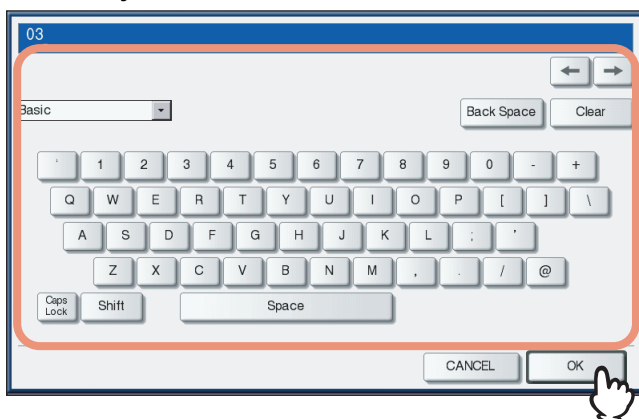 03
← →
Basic
Back Space Clear
‘ 1 2 3 4 5 6 7 8 9 0 - +
Q W E R T Y U I O P [ ] \
A S D F G H J K L ; '
Z X C V B N M , . / @
Caps Lock Shift Space
CANCEL OK